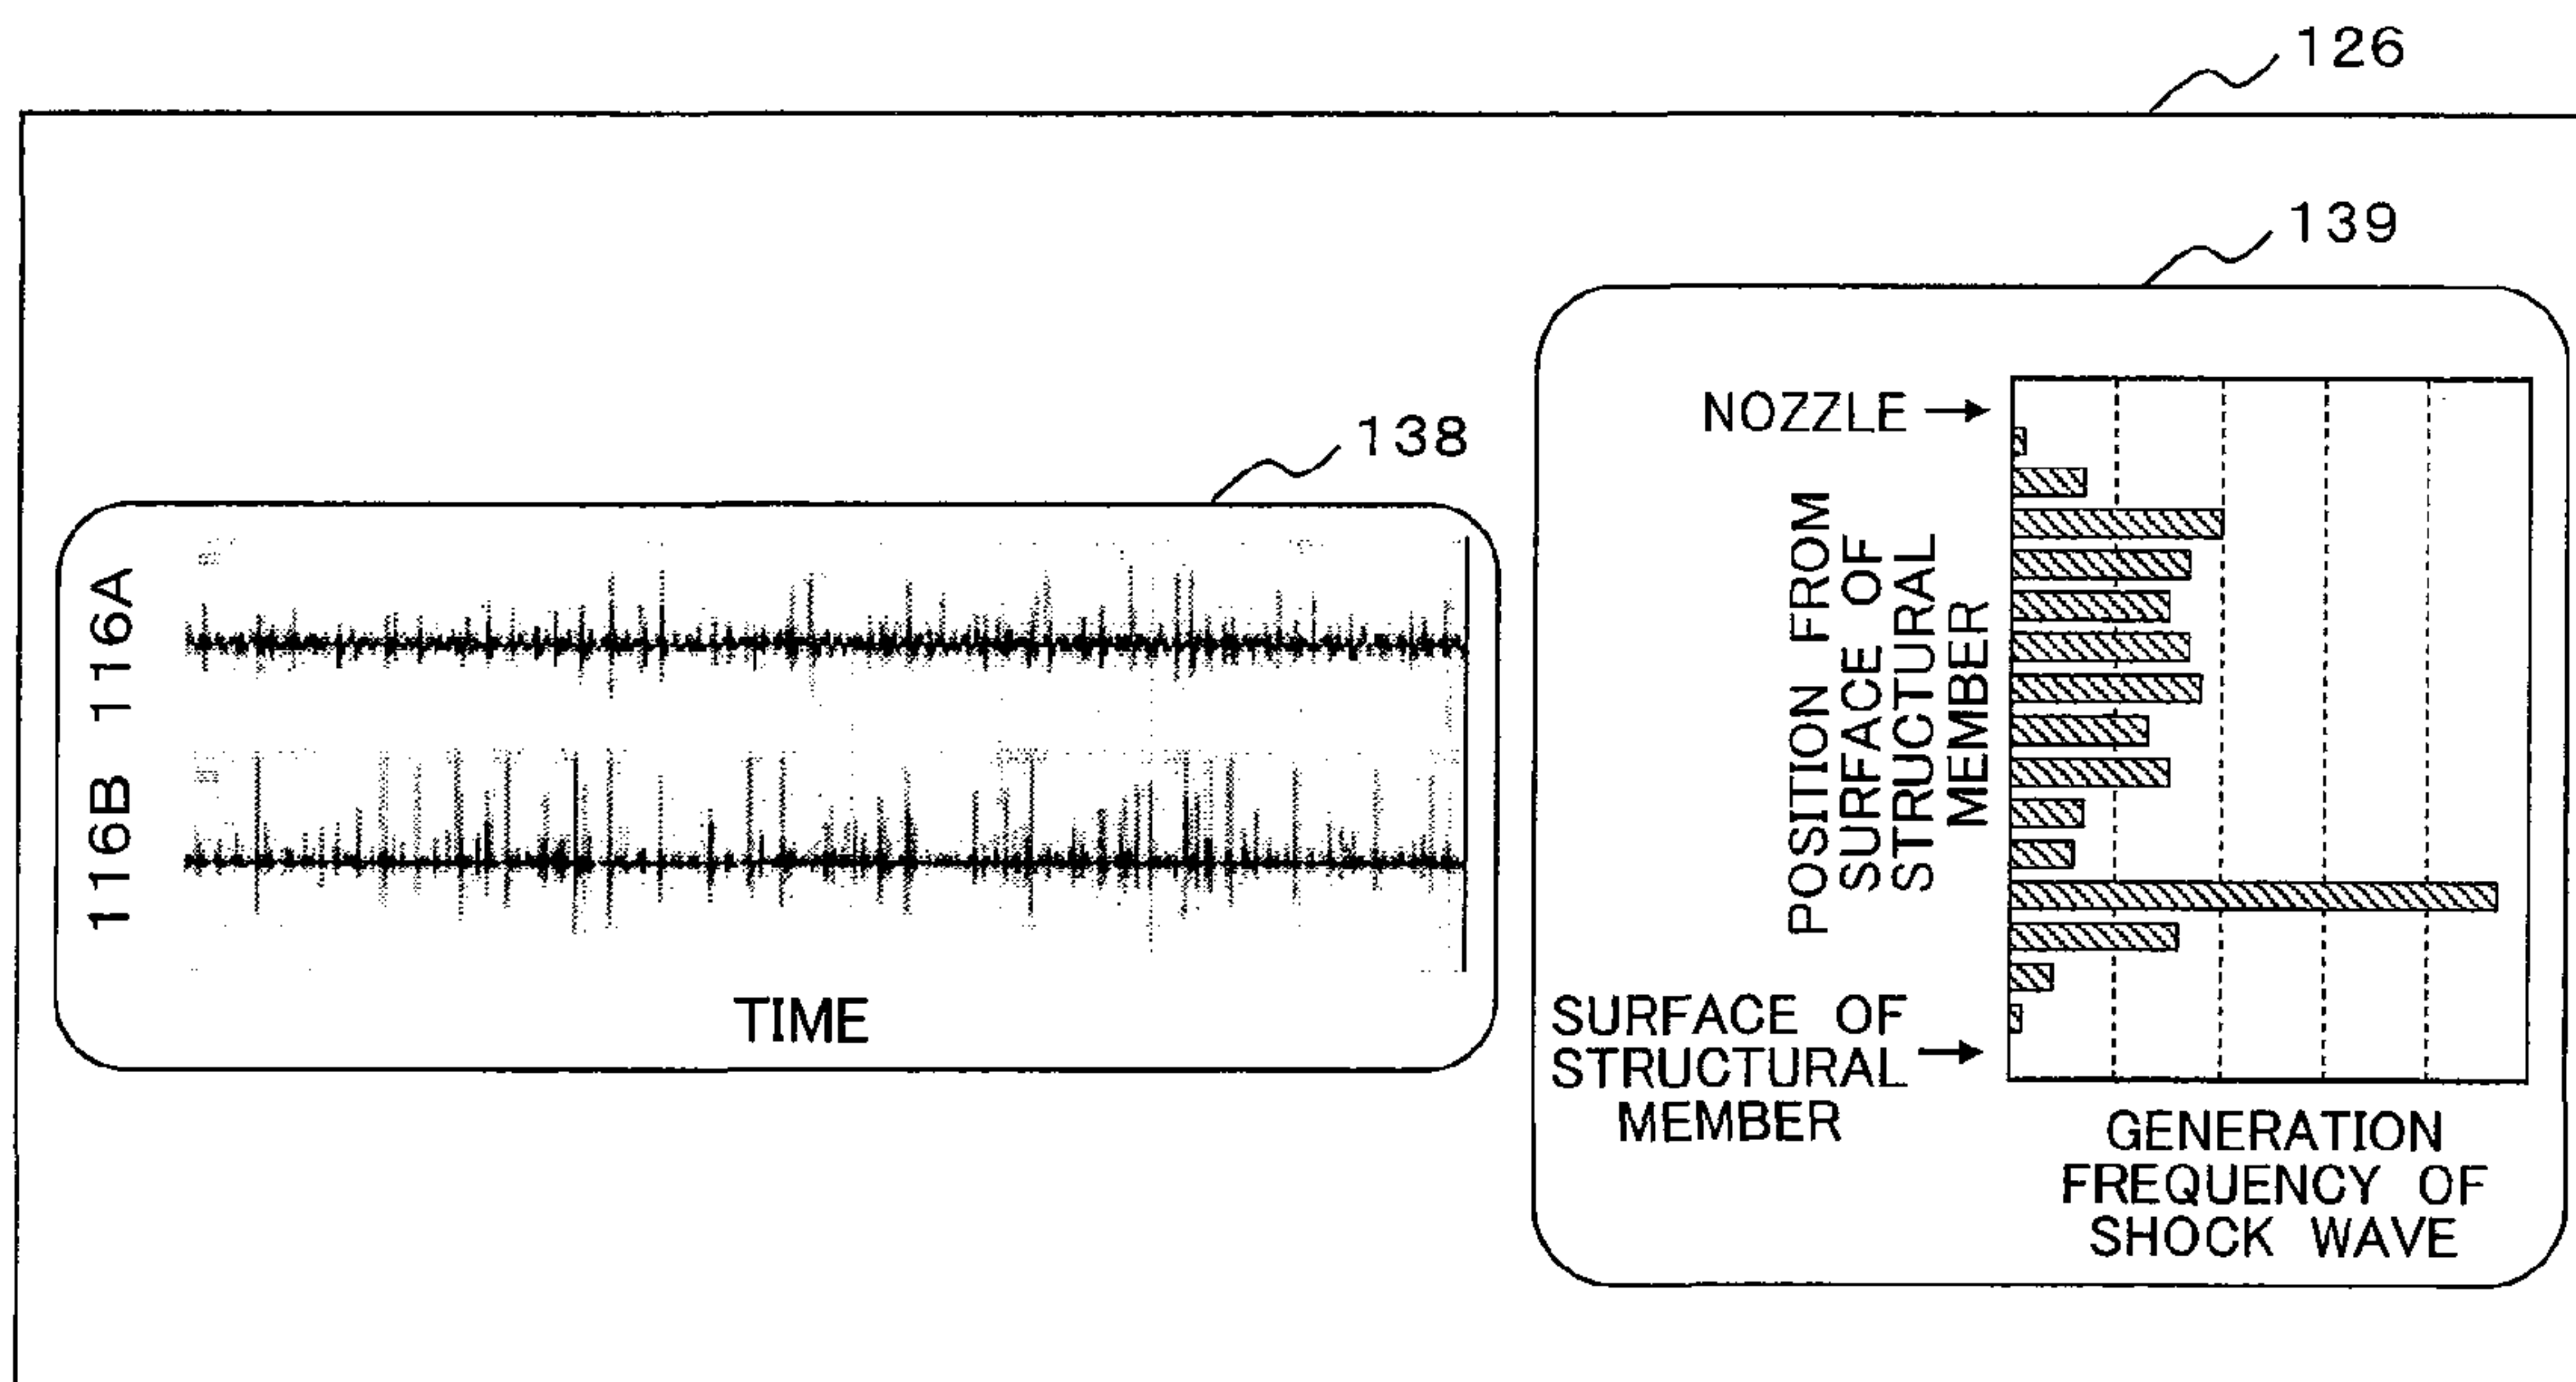 126
139
138
116A
116B
TIME
NOZZLE
POSITION FROM
SURFACE OF
STRUCTURAL
MEMBER
SURFACE OF
STRUCTURAL
MEMBER
GENERATION
FREQUENCY OF
SHOCK WAVE